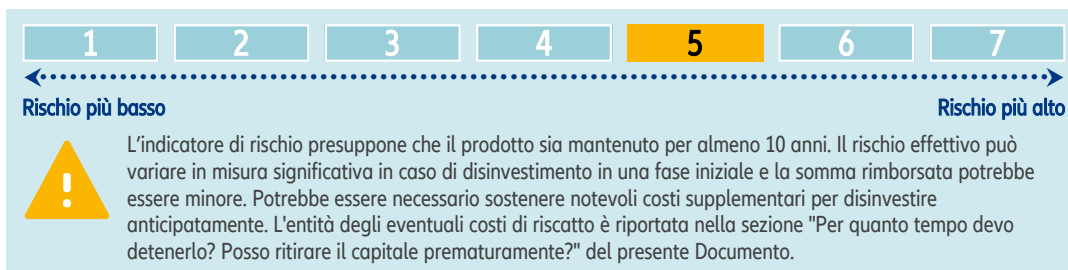 1 2 3 4 5 6 7
Rischio più basso Rischio più alto
L'indicatore di rischio presuppone che il prodotto sia mantenuto per almeno 10 anni. Il rischio effettivo può
variare in misura significativa in caso di disinvestimento in una fase iniziale e la somma rimborsata potrebbe
essere minore. Potrebbe essere necessario sostenere notevoli costi supplementari per disinvestire
anticipatamente. L'entità degli eventuali costi di riscatto è riportata nella sezione "Per quanto tempo devo
detenerlo? Posso ritirare il capitale prematuramente?" del presente Documento.